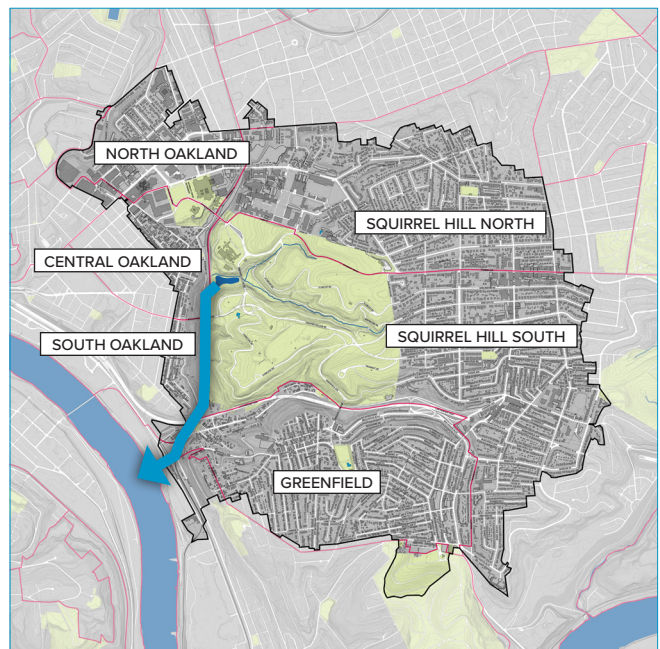 NORTH OAKLAND
SQUIRREL HILL NORTH
CENTRAL OAKLAND
SQUIRREL HILL SOUTH
SOUTH OAKLAND
GREENFIELD